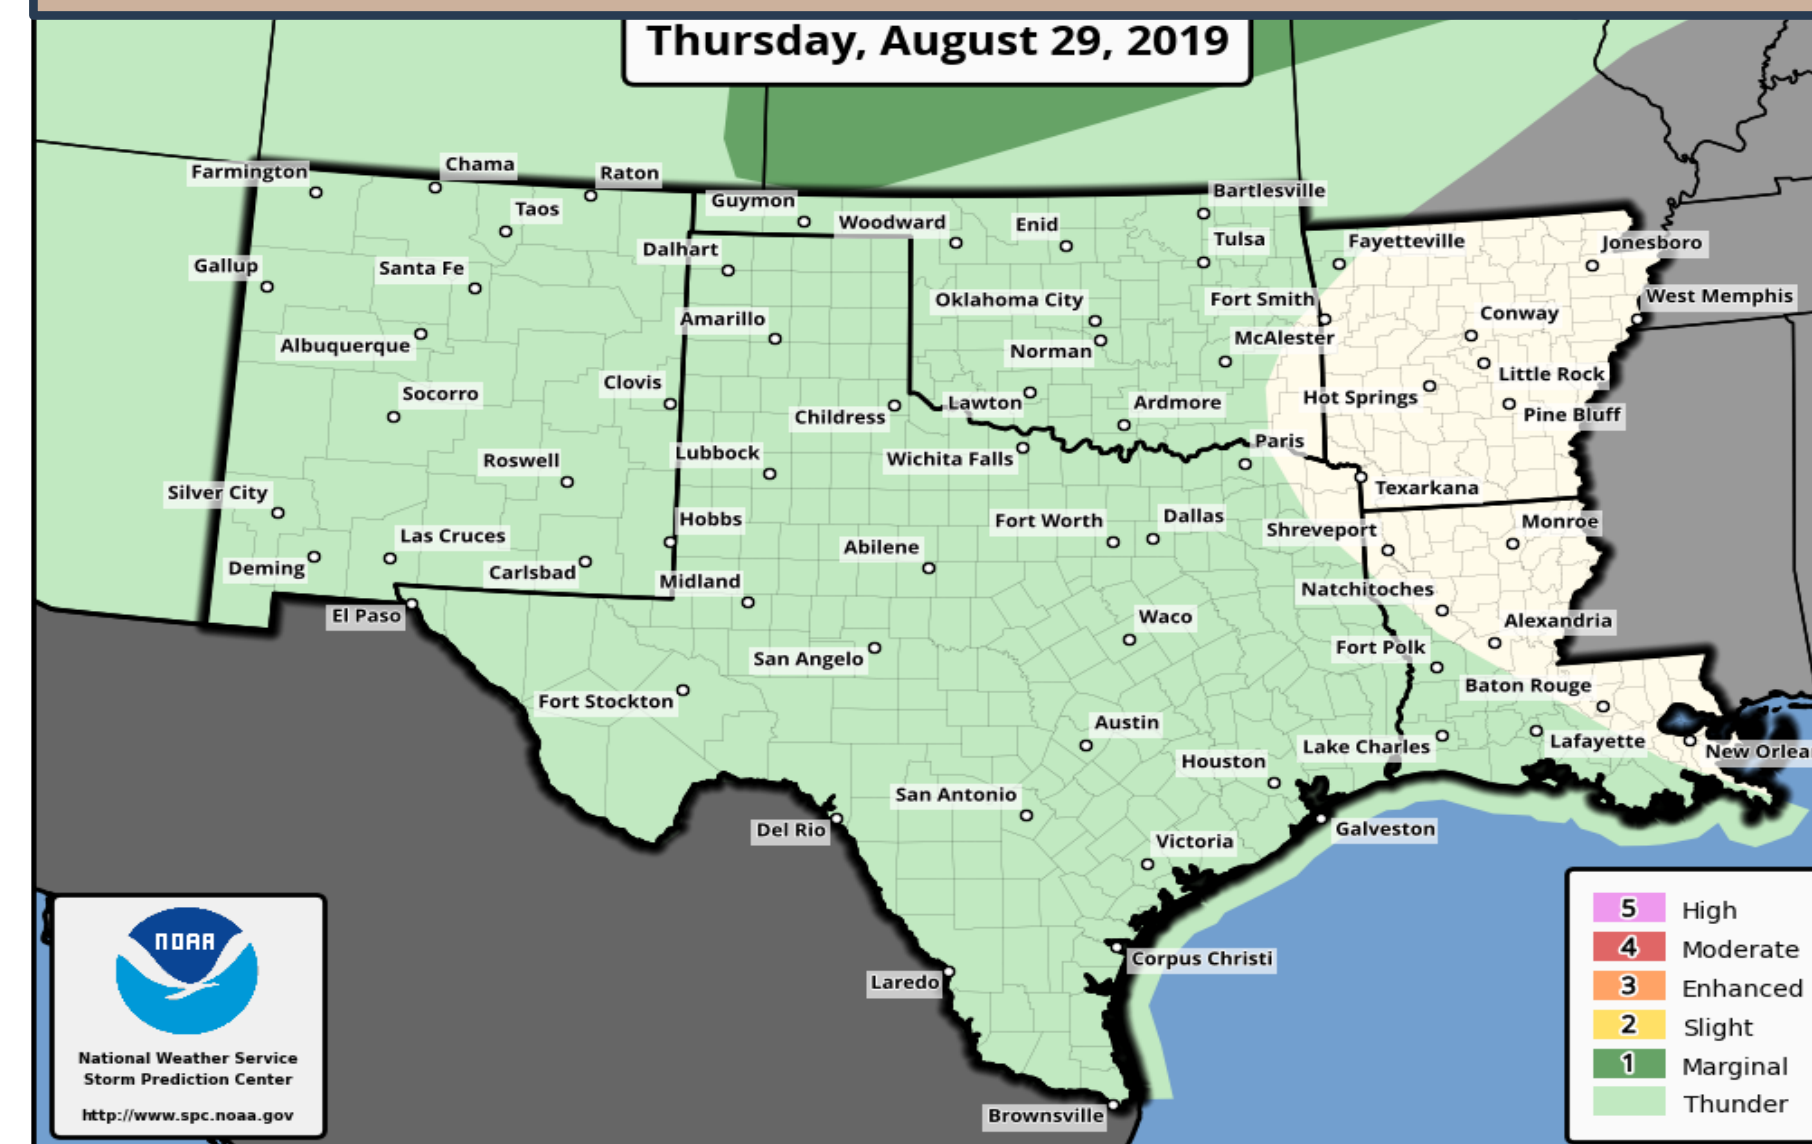 Thursday, August 29, 2019
Farmington
Chama
Raton
Taos
Guymon
Woodward
Enid
Bartlesville
Tulsa
Fayetteville
Jonesboro
Gallup
Santa Fe
Dalhart
Oklahoma City
Fort Smith
Conway
West Memphis
Albuquerque
Amarillo
Norman
McAlester
Little Rock
Socorro
Clovis
Childress
Lawton
Ardmore
Hot Springs
Pine Bluff
Roswell
Lubbock
Wichita Falls
Paris
Texarkana
Silver City
Las Cruces
Hobbs
Fort Worth
Dallas
Shreveport
Monroe
Deming
Carlsbad
Midland
Abilene
Natchitoches
El Paso
Waco
Alexandria
San Angelo
Fort Polk
Fort Stockton
Baton Rouge
Austin
Lake Charles
Lafayette
New Orlea
Houston
San Antonio
Del Rio
Victoria
Galveston
Corpus Christi
Laredo
Brownsville
NOAA
National Weather Service
Storm Prediction Center
http://www.spc.noaa.gov
5 High
4 Moderate
3 Enhanced
2 Slight
1 Marginal
Thunder